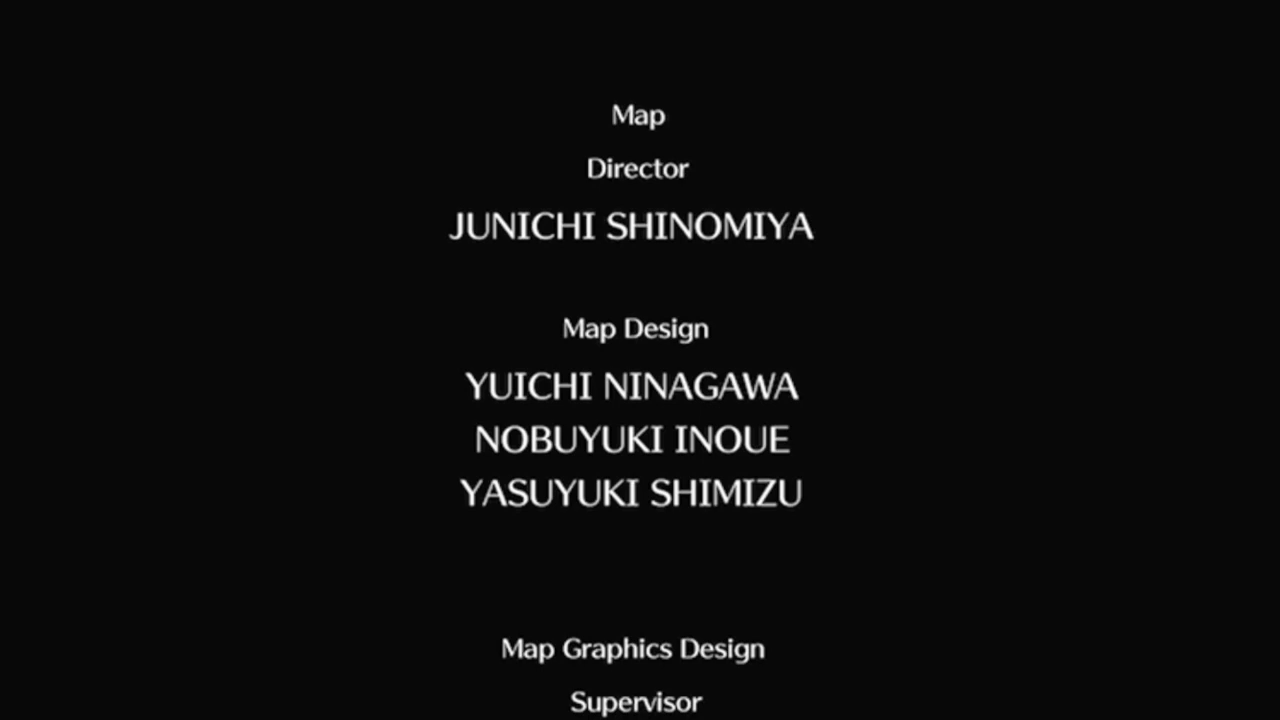 Map
Director
JUNICHI SHINOMIYA
Map Design
YUICHI NINAGAWA
NOBUYUKI INOUE
YASUYUKI SHIMIZU
Map Graphics Design
Supervisor